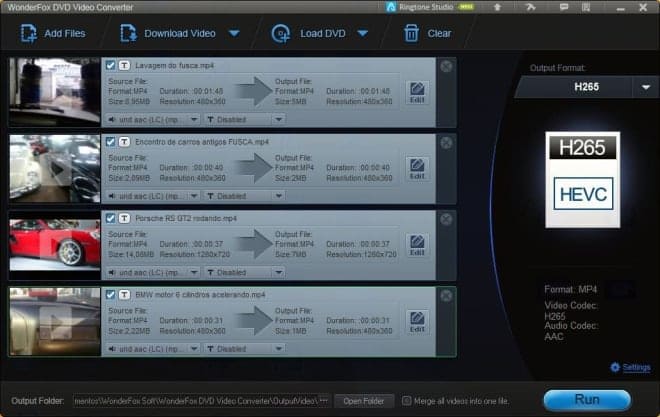 WonderFox DVD Video Converter
Ringtone Studio
Add Files
Download Video
Load DVD
Clear
T Lavagem do fusca.mp4
Source File:
Output File:
Format:MP4 Duration: 00:01:48
Format:MP4 Duration: 00:01:48
Size:8,95MB Resolution:480x360
Size:5MB Resolution:480x360
Edit
und aac (LC) (mp...
T Disabled
T Encontro de carros antigos FUSCA.mp4
Source File:
Output File:
Format:MP4 Duration: 00:00:40
Format:MP4 Duration: 00:00:40
Size:2,09MB Resolution:480x360
Size:2MB Resolution:480x360
Edit
und aac (LC) (mp...
T Disabled
T Porsche RS GT2 rodando.mp4
Source File:
Output File:
Format:MP4 Duration: 00:00:37
Format:MP4 Duration: 00:00:37
Size:14,08MB Resolution:1280x720
Size:7MB Resolution:1280x720
Edit
und aac (LC) (mp...
T Disabled
T BMW motor 6 cilindros acelerando.mp4
Source File:
Output File:
Format:MP4 Duration: 00:00:31
Format:MP4 Duration: 00:00:31
Size:2,22MB Resolution:480x360
Size:1MB Resolution:480x360
Edit
und aac (LC) (mp...
T Disabled
Output Format:
H265
H265
HEVC
Format: MP4
Video Codec:
H265
Audio Codec:
AAC
Settings
Output Folder:
mentos\WonderFox Soft\WonderFox DVD Video Converter\OutputVideo\
Open Folder
Merge all videos into one file.
Run